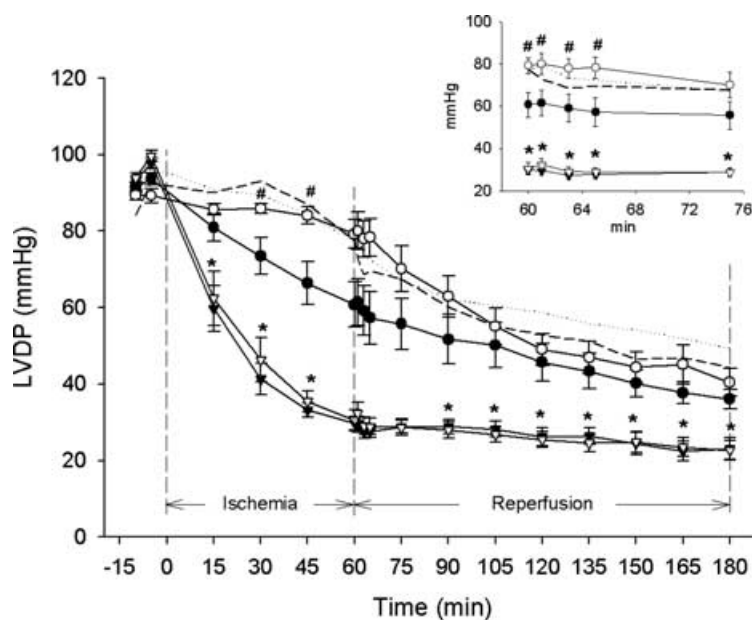 # # # #
100
80
60
40
20
mmHg
* * * * *
60 64 68 72 76
min
120
100
80
60
40
20
0
LVDP (mmHg)
# #
* * *
* * * * * * *
Ischemia Reperfusion
-15 0 15 30 45 60 75 90 105 120 135 150 165 180
Time (min)